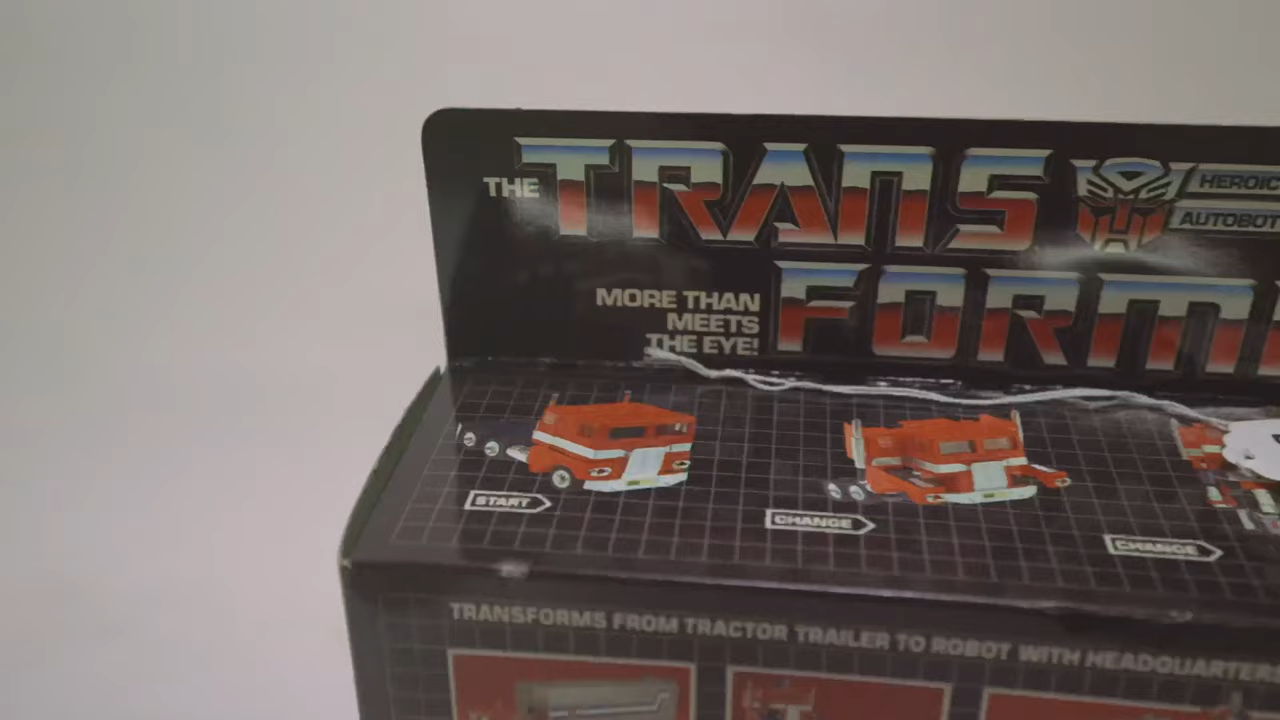 THE TRANS
HEROIC
AUTOBOT
MORE THAN
MEETS
THE EYE!
FORM
START
CHANGE
CHANGE
TRANSFORMS FROM TRACTOR TRAILER TO ROBOT WITH HEADQUARTERS